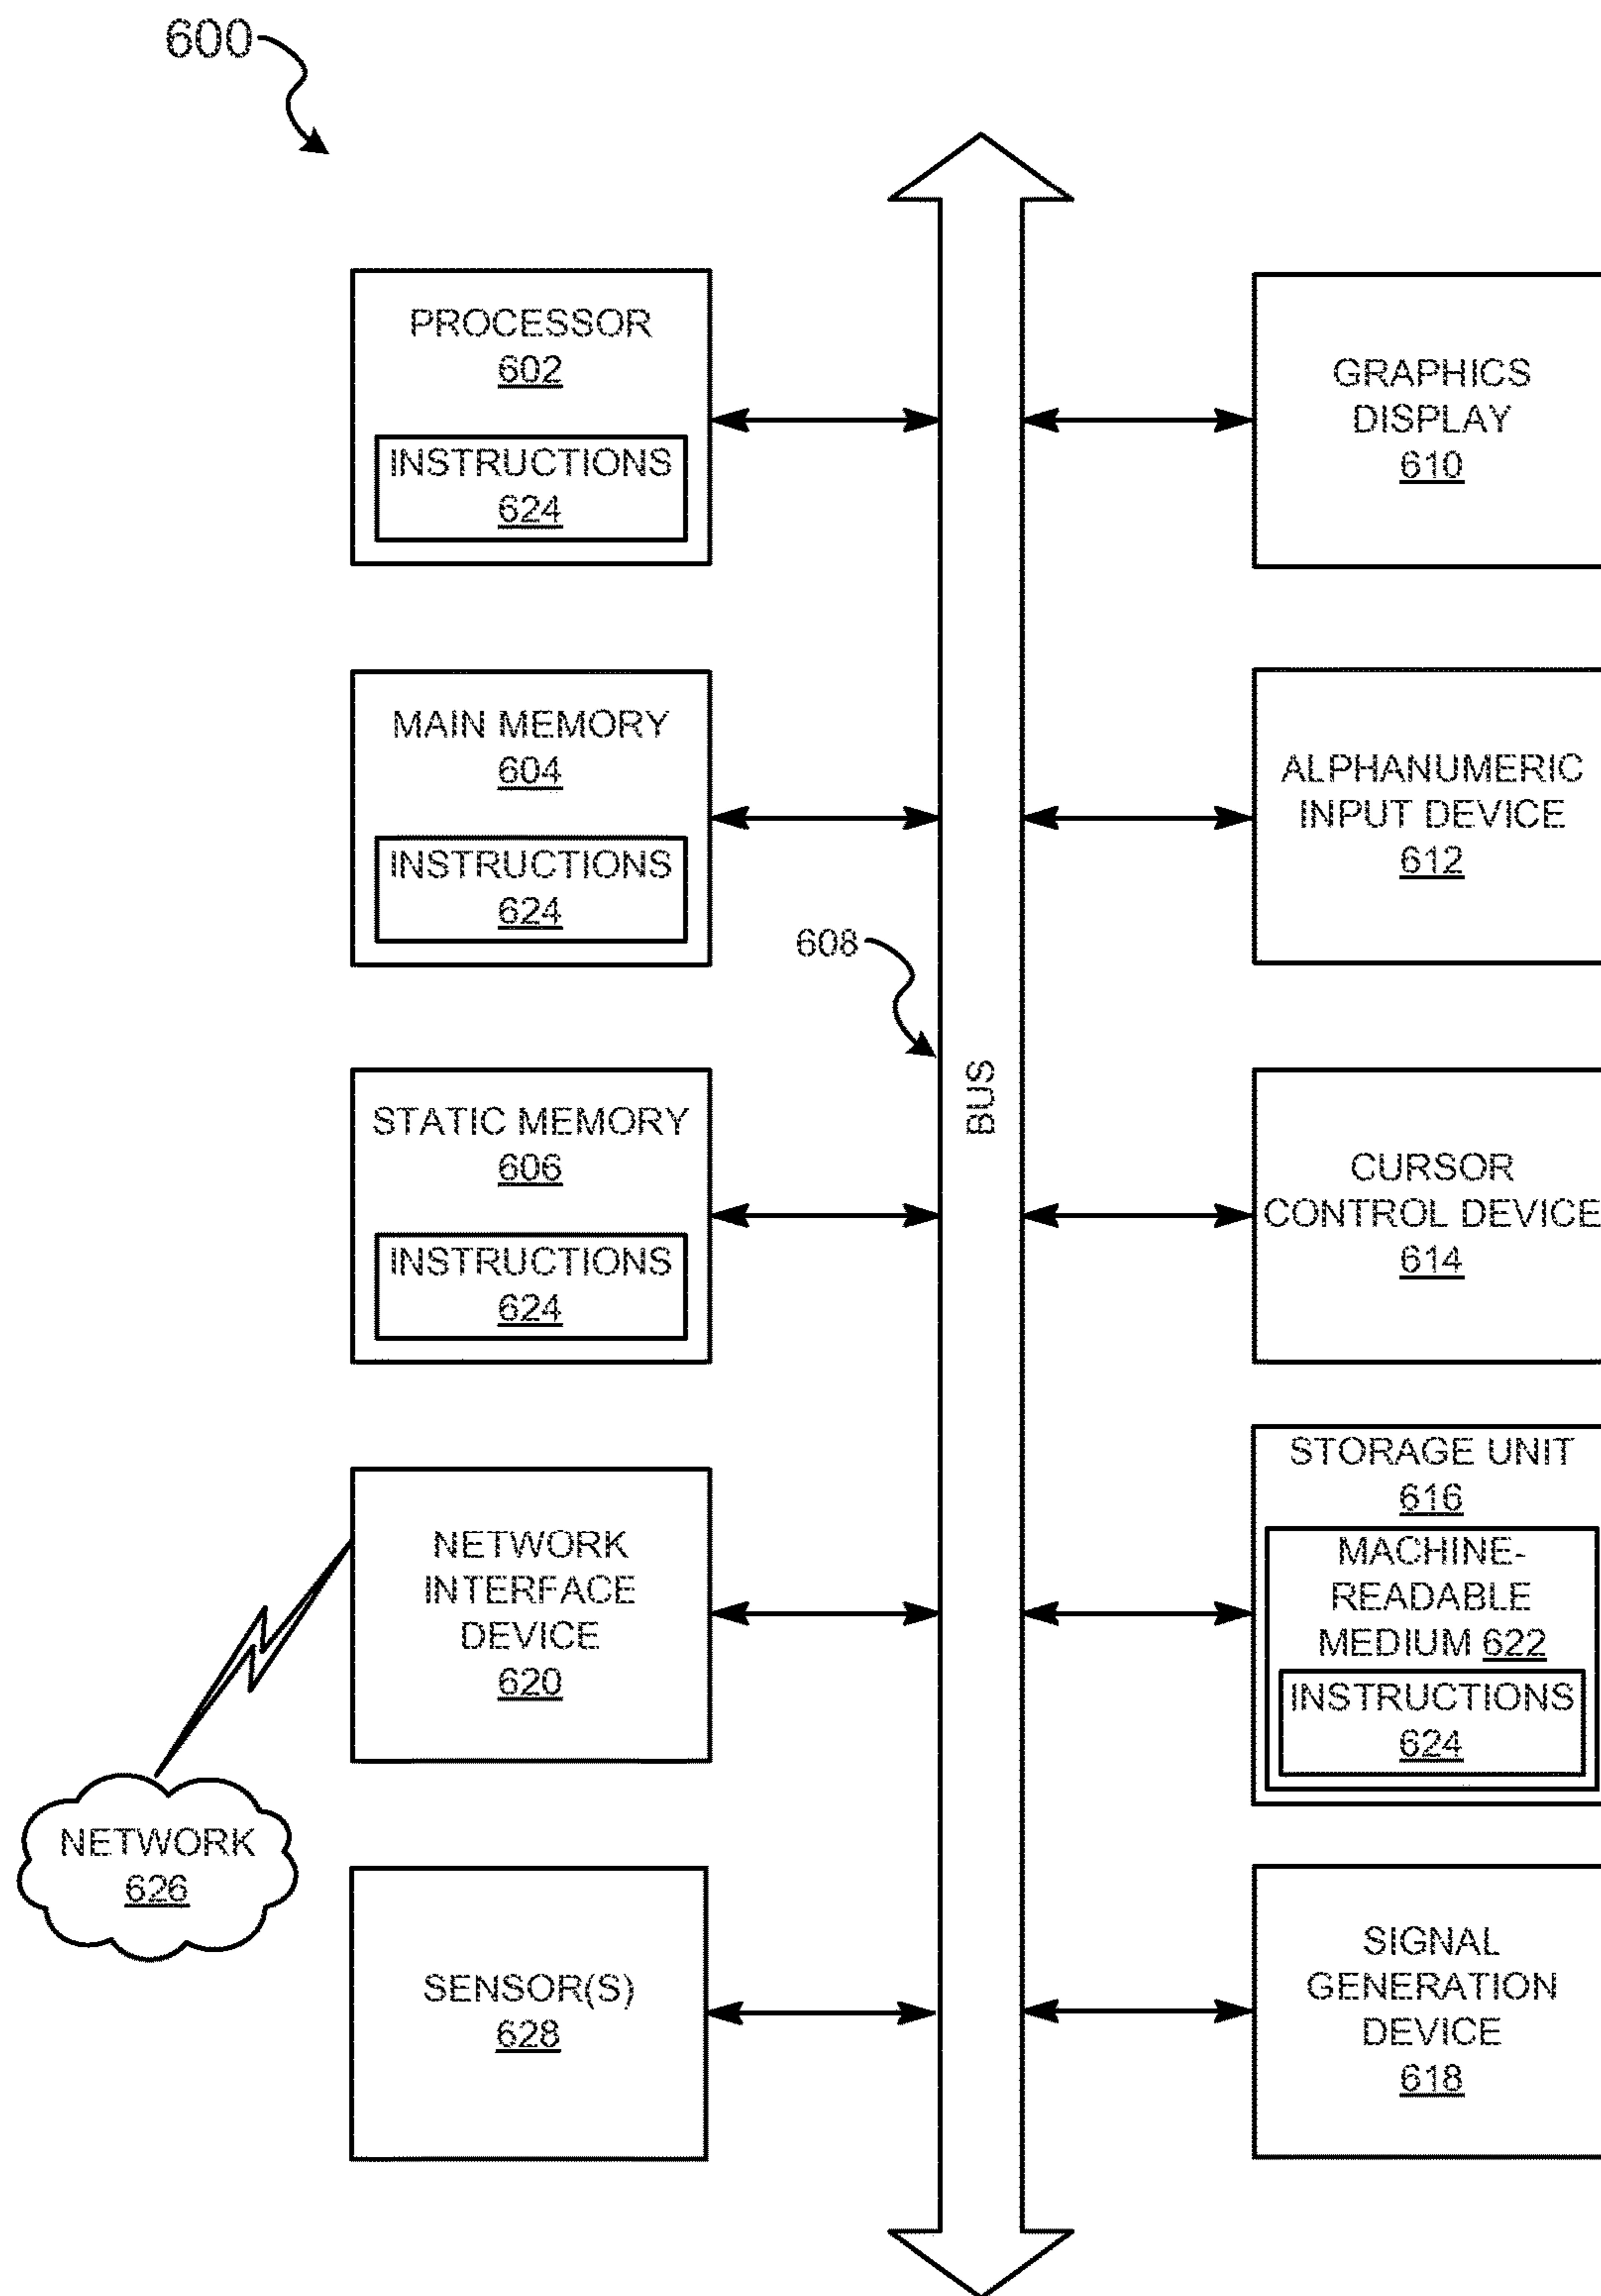 600
PROCESSOR
602
INSTRUCTIONS
624
MAIN MEMORY
604
INSTRUCTIONS
624
608
STATIC MEMORY
606
INSTRUCTIONS
624
NETWORK
INTERFACE
DEVICE
620
NETWORK
626
SENSOR(S)
628
BUS
GRAPHICS
DISPLAY
610
ALPHANUMERIC
INPUT DEVICE
612
CURSOR
CONTROL DEVICE
614
STORAGE UNIT
616
MACHINE-
READABLE
MEDIUM 622
INSTRUCTIONS
624
SIGNAL
GENERATION
DEVICE
618